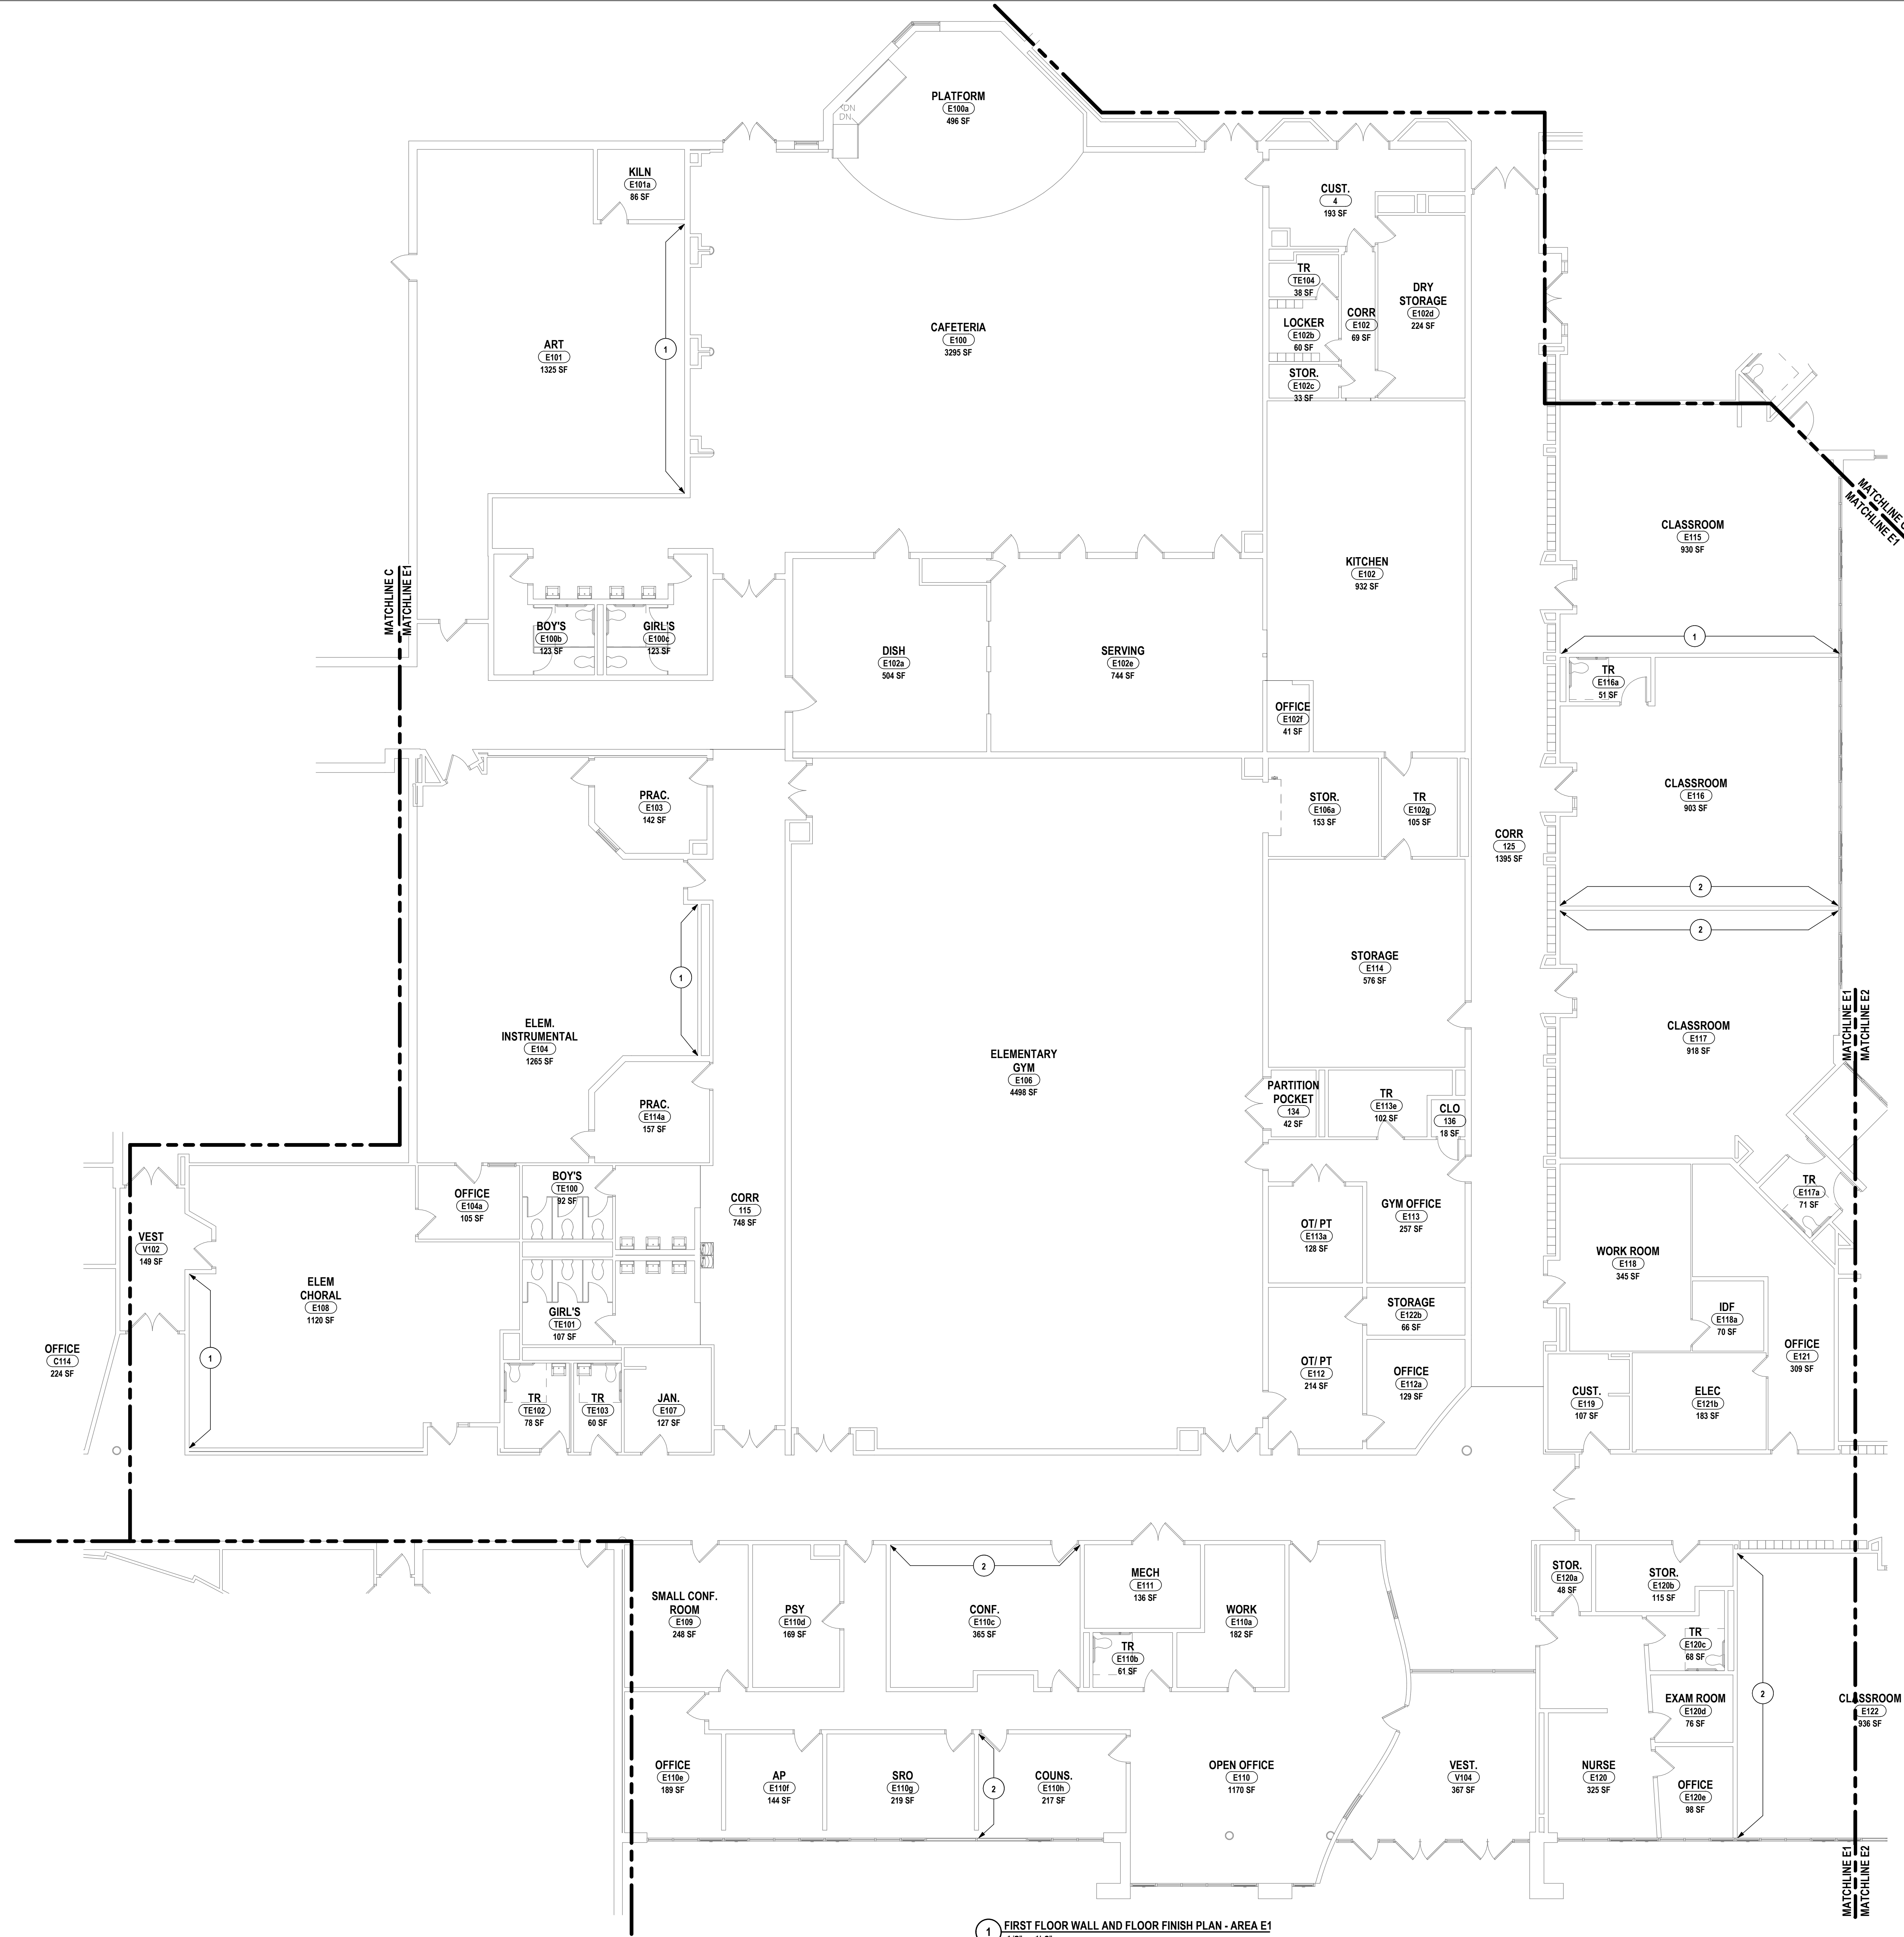 PLATFORM
E100a
496 SF
DN
DN
KILN
E101a
86 SF
CUST.
4
193 SF
TR
TE104
38 SF
DRY
STORAGE
E102d
224 SF
CORR
E102
69 SF
LOCKER
E102b
60 SF
STOR.
E102c
33 SF
ART
E101
1325 SF
1
CAFETERIA
E100
3295 SF
MATCHLINE E1
CLASSROOM
E115
930 SF
KITCHEN
E102
932 SF
MATCHLINE C
MATCHLINE E1
BOY'S
E100b
123 SF
GIRL'S
E100c
123 SF
DISH
E102a
504 SF
SERVING
E102e
744 SF
1
TR
E116a
51 SF
OFFICE
E102f
41 SF
CLASSROOM
E116
903 SF
PRAC.
E103
142 SF
STOR.
E106a
153 SF
TR
E102g
105 SF
CORR
125
1395 SF
2
2
STORAGE
E114
576 SF
1
ELEM.
INSTRUMENTAL
E104
1265 SF
CLASSROOM
E117
918 SF
MATCHLINE E1
MATCHLINE E2
ELEMENTARY
GYM
E106
4498 SF
PRAC.
E114a
157 SF
PARTITION
POCKET
134
42 SF
TR
E113e
102 SF
CLO
136
18 SF
BOY'S
TE100
92 SF
OFFICE
E104a
105 SF
CORR
115
748 SF
TR
E117a
71 SF
VEST
V102
149 SF
OT/ PT
E113a
128 SF
GYM OFFICE
E113
257 SF
WORK ROOM
E118
345 SF
ELEM
CHORAL
E108
1120 SF
GIRL'S
TE101
107 SF
STORAGE
E122b
66 SF
IDF
E118a
70 SF
OFFICE
C114
224 SF
1
OFFICE
E121
309 SF
OT/ PT
E112
214 SF
OFFICE
E112a
129 SF
TR
TE102
78 SF
TR
TE103
60 SF
JAN.
E107
127 SF
CUST.
E119
107 SF
ELEC
E121b
183 SF
2
SMALL CONF.
ROOM
E109
248 SF
PSY
E110d
169 SF
CONF.
E110c
365 SF
MECH
E111
136 SF
WORK
E110a
182 SF
TR
E110b
61 SF
STOR.
E120a
48 SF
STOR.
E120b
115 SF
TR
E120c
68 SF
EXAM ROOM
E120d
76 SF
2
CLASSROOM
E122
936 SF
OFFICE
E110e
189 SF
AP
E110f
144 SF
SRO
E110g
219 SF
2
COUNS.
E110h
217 SF
OPEN OFFICE
E110
1170 SF
VEST.
V104
367 SF
NURSE
E120
325 SF
OFFICE
E120e
98 SF
MATCHLINE E1
MATCHLINE E2
1
FIRST FLOOR WALL AND FLOOR FINISH PLAN - AREA E1